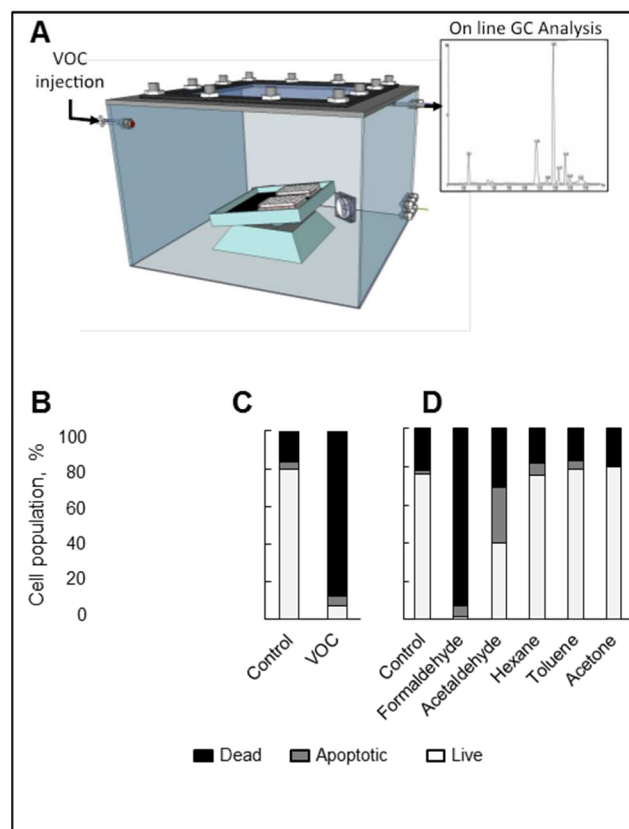 A
VOC
injection
On line GC Analysis
B
C
D
Cell population, %
100
80
60
40
20
0
Control
VOC
Control
Formaldehyde
Acetaldehyde
Hexane
Toluene
Acetone
Dead
Apoptotic
Live